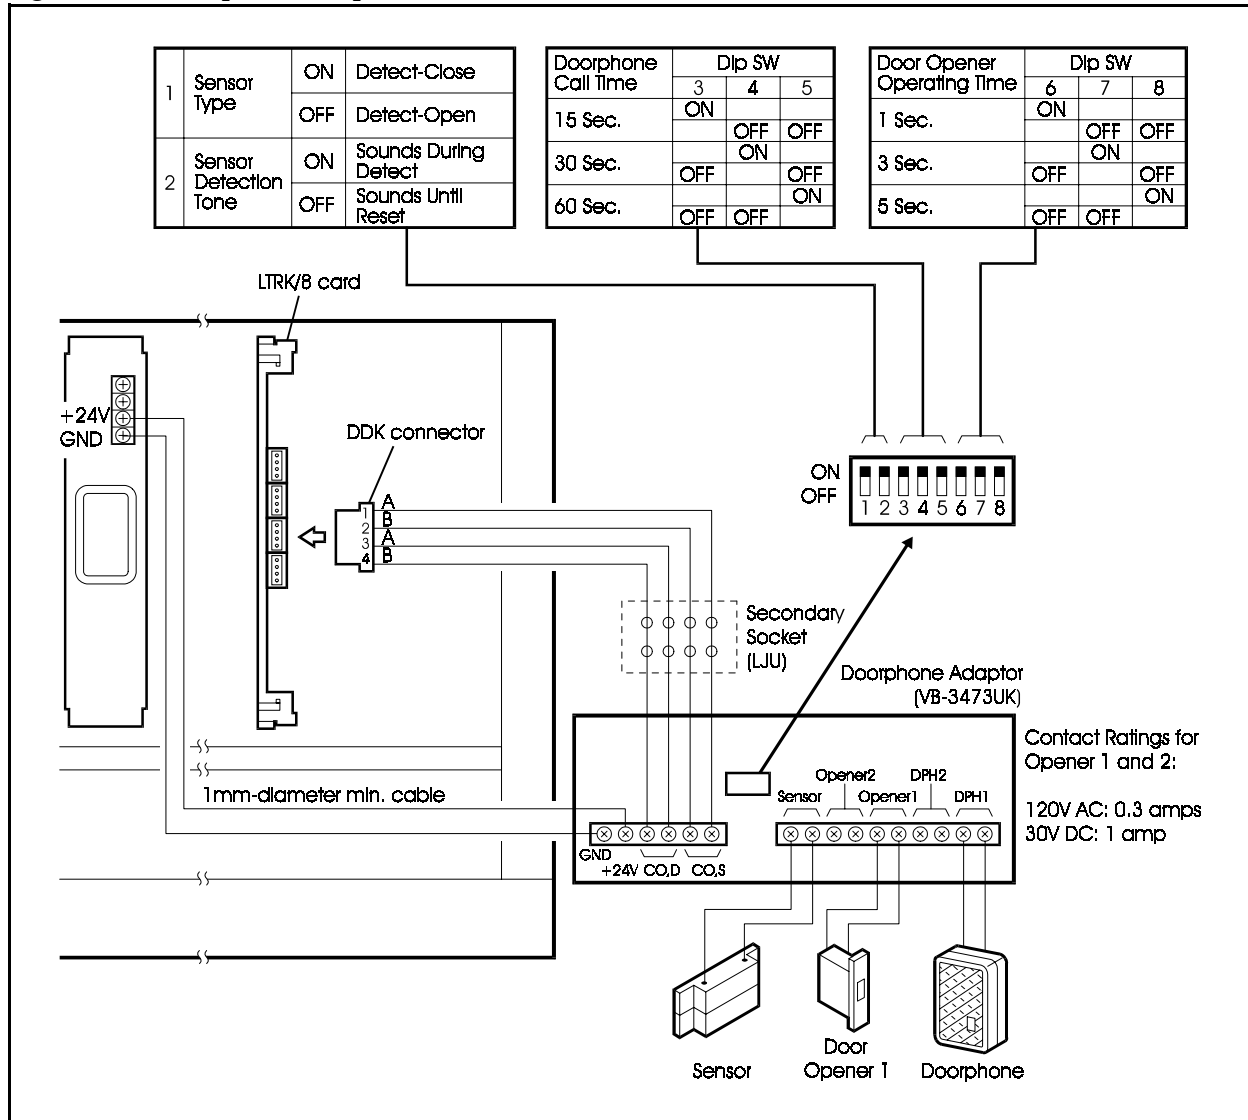 1
Sensor
Type
ON
Detect-Close
OFF
Detect-Open
2
Sensor
Detection
Tone
ON
Sounds During
Detect
OFF
Sounds Until
Reset
Doorphone
Call Time
Dip SW
3 4 5
15 Sec.
ON
OFF OFF
30 Sec.
ON
OFF OFF
60 Sec.
ON
OFF OFF
Door Opener
Operating Time
Dip SW
6 7 8
1 Sec.
ON
OFF OFF
3 Sec.
ON
OFF OFF
5 Sec.
ON
OFF OFF
LTRK/8 card
+24V
GND
DDK connector
1 A
2 B
3 A
4 B
ON
OFF
1 2 3 4 5 6 7 8
Secondary
Socket
(LJU)
Doorphone Adaptor
(VB-3473UK)
Contact Ratings for
Opener 1 and 2:
120V AC: 0.3 amps
30V DC: 1 amp
1mm-diameter min. cable
Opener2 DPH2
Sensor Opener1 DPH1
GND
+24V CO,D CO,S
Sensor
Door
Opener 1
Doorphone